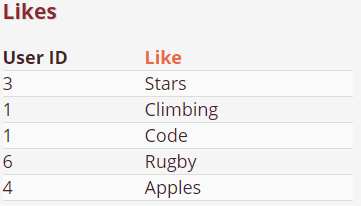 Likes
User ID Like
3 Stars
1 Climbing
1 Code
6 Rugby
4 Apples